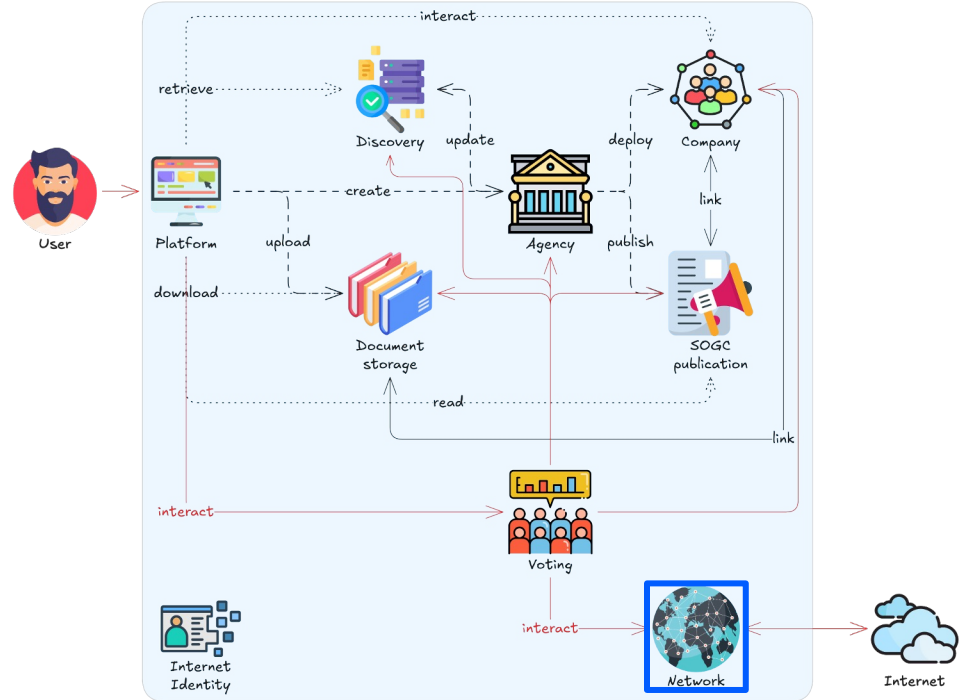 interact
retrieve
Discovery
update
deploy
Company
User
Platform
create
link
upload
Agency
publish
download
Document
storage
SOGC
publication
read
link
interact
Voting
interact
Internet
Identity
Network
Internet